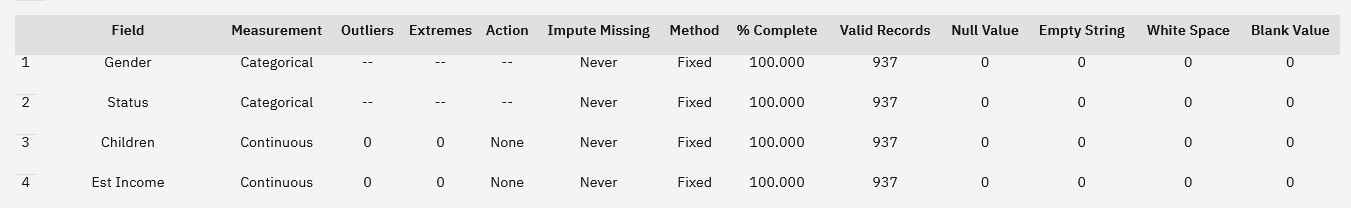 Field Measurement Outliers Extremes Action Impute Missing Method % Complete Valid Records Null Value Empty String White Space Blank Value
1 Gender Categorical -- -- -- Never Fixed 100.000 937 0 0 0 0
2 Status Categorical -- -- -- Never Fixed 100.000 937 0 0 0 0
3 Children Continuous 0 0 None Never Fixed 100.000 937 0 0 0 0
4 Est Income Continuous 0 0 None Never Fixed 100.000 937 0 0 0 0